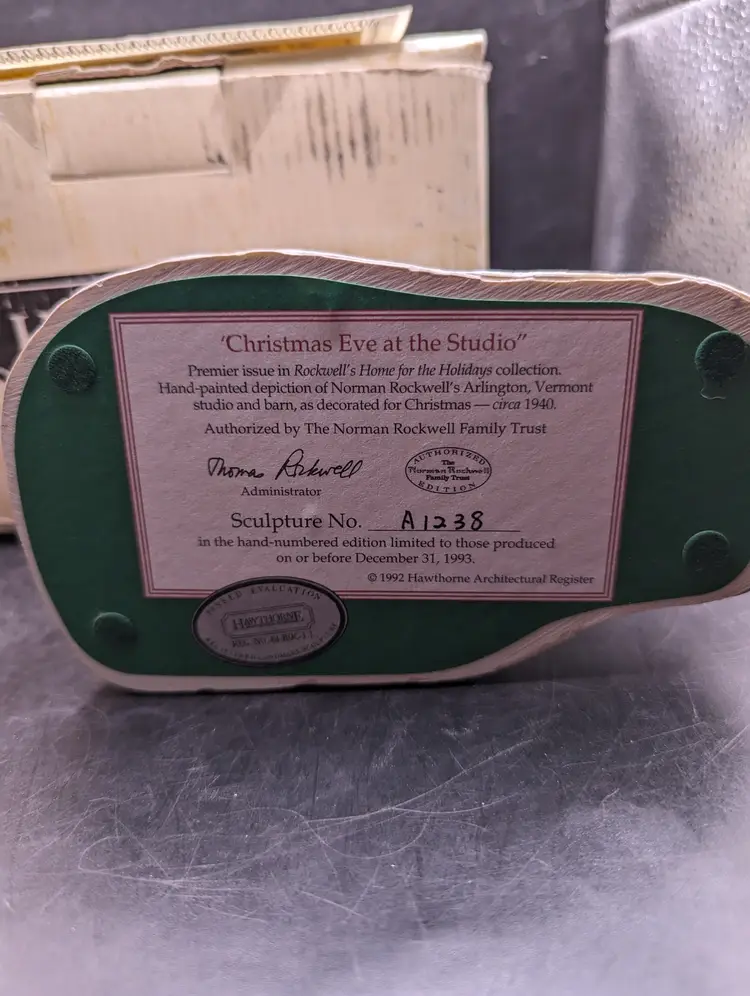 'Christmas Eve at the Studio"
Premier issue in Rockwell's Home for the Holidays collection.
Hand-painted depiction of Norman Rockwell's Arlington, Vermont
studio and barn, as decorated for Christmas — circa 1940.
Authorized by The Norman Rockwell Family Trust
Thomas Rockwell
Administrator
AUTHORIZED
The
Norman Rockwell
Family Trust
EDITION
Sculpture No. A1238
in the hand-numbered edition limited to those produced
on or before December 31, 1993.
© 1992 Hawthorne Architectural Register
EVALUATION
HAWTHORNE